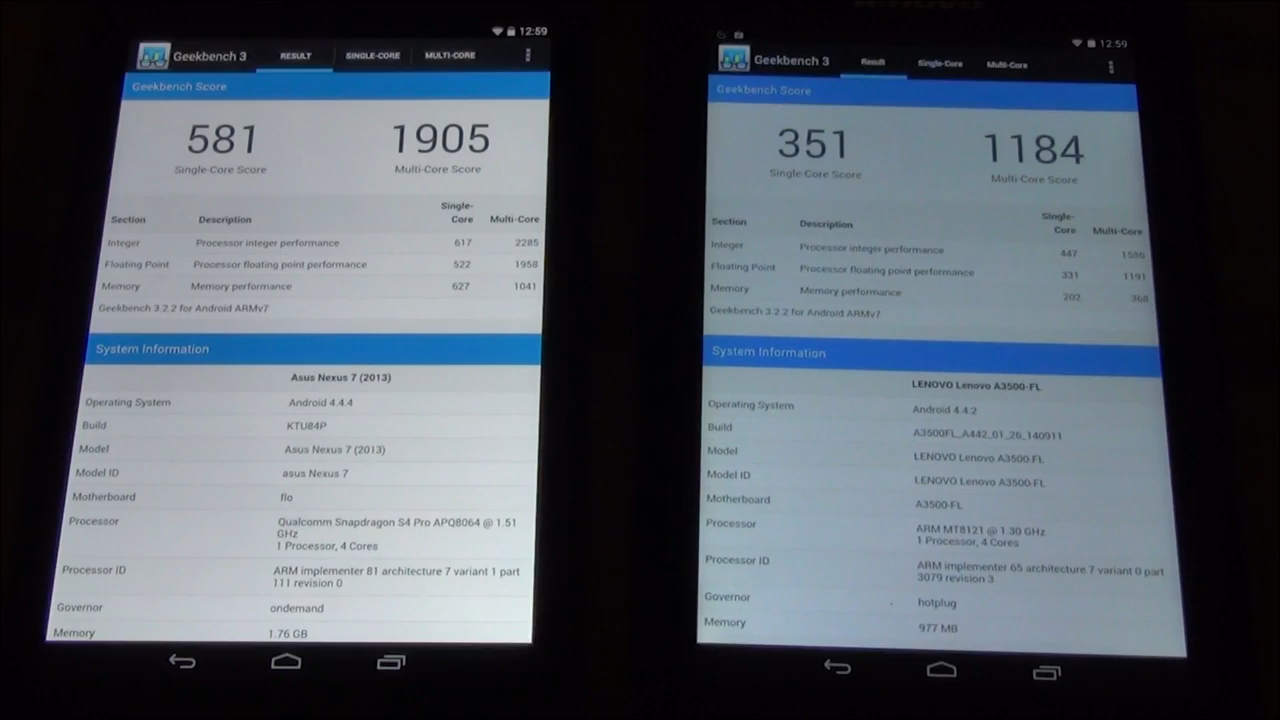 12:59
Geekbench 3 RESULT SINGLE-CORE MULTI-CORE
Geekbench Score
581 1905
Single-Core Score Multi-Core Score
Single-
Section Description Core Multi-Core
Integer Processor integer performance 617 2285
Floating Point Processor floating point performance 522 1958
Memory Memory performance 627 1041
Geekbench 3.2.2 for Android ARMv7
System Information
Asus Nexus 7 (2013)
Operating System Android 4.4.4
Build KTU84P
Model Asus Nexus 7 (2013)
Model ID asus Nexus 7
Motherboard flo
Processor Qualcomm Snapdragon S4 Pro APQ8064 @ 1.51
GHz
1 Processor, 4 Cores
Processor ID ARM implementer 81 architecture 7 variant 1 part
111 revision 0
Governor ondemand
Memory 1.76 GB
12:59
Geekbench 3 Result Single-Core Multi-Core
Geekbench Score
351 1184
Single-Core Score Multi-Core Score
Single-
Section Description Core Multi-Core
Integer Processor integer performance 447
Floating Point Processor floating point performance 331 1191
Memory Memory performance 202 368
Geekbench 3.2.2 for Android ARMv7
System Information
LENOVO Lenovo A3500-FL
Operating System Android 4.4.2
Build A3500FL_A442_01_26_140911
Model LENOVO Lenovo A3500-FL
Model ID LENOVO Lenovo A3500-FL
Motherboard A3500-FL
Processor ARM MT8121 @ 1.30 GHz
1 Processor, 4 Cores
Processor ID ARM implementer 65 architecture 7 variant 0 part
3079 revision 3
Governor hotplug
Memory 977 MB